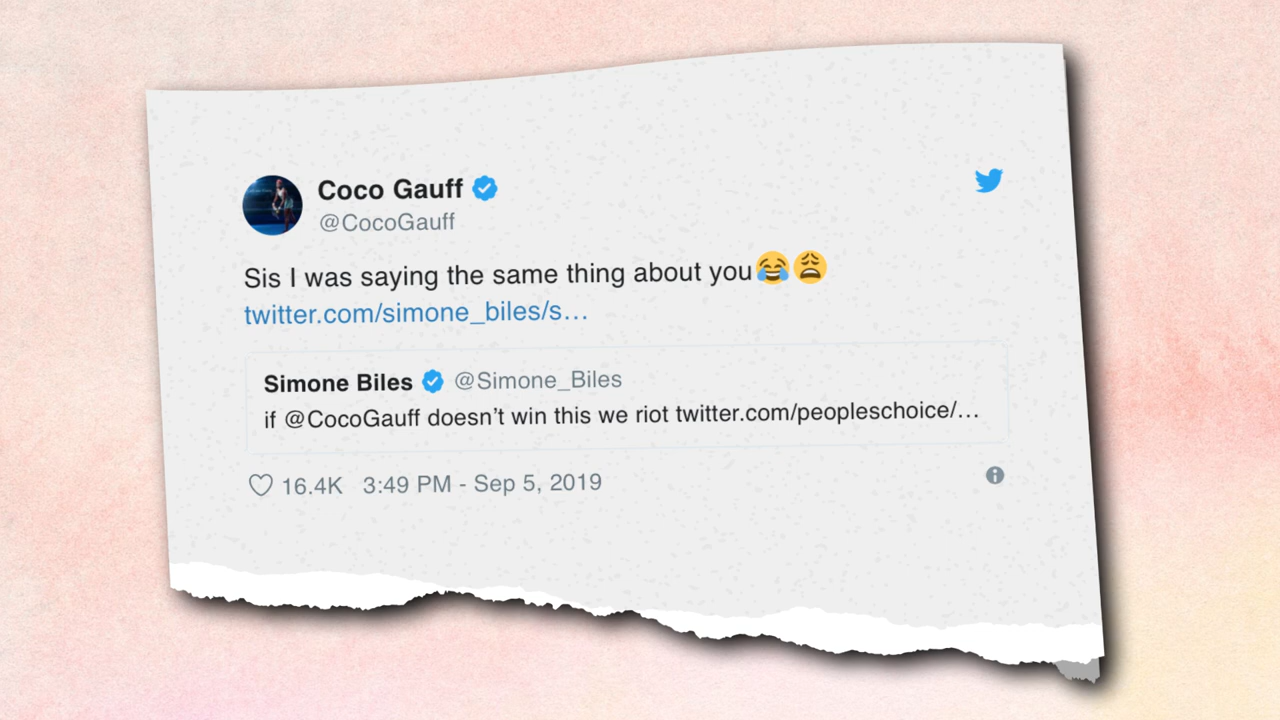 Coco Gauff
@CocoGauff
Sis I was saying the same thing about you😂😩
twitter.com/simone_biles/s…
Simone Biles @Simone_Biles
if @CocoGauff doesn’t win this we riot twitter.com/peopleschoice/…
16.4K 3:49 PM - Sep 5, 2019